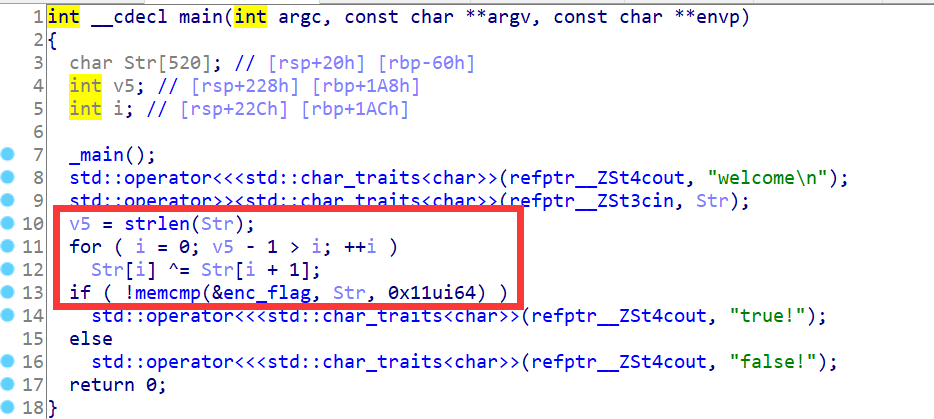 1 int __cdecl main(int argc, const char **argv, const char **envp)
2 {
3 char Str[520]; // [rsp+20h] [rbp-60h]
4 int v5; // [rsp+228h] [rbp+1A8h]
5 int i; // [rsp+22Ch] [rbp+1ACh]
6
7 _main();
8 std::operator<<<std::char_traits<char>>(refptr__ZSt4cout, "welcome\n");
9 std::operator>><std::char_traits<char>>(refptr__ZSt3cin, Str);
10 v5 = strlen(Str);
11 for ( i = 0; v5 - 1 > i; ++i )
12 Str[i] ^= Str[i + 1];
13 if ( !memcmp(&enc_flag, Str, 0x11ui64) )
14 std::operator<<<std::char_traits<char>>(refptr__ZSt4cout, "true!");
15 else
16 std::operator<<<std::char_traits<char>>(refptr__ZSt4cout, "false!");
17 return 0;
18 }